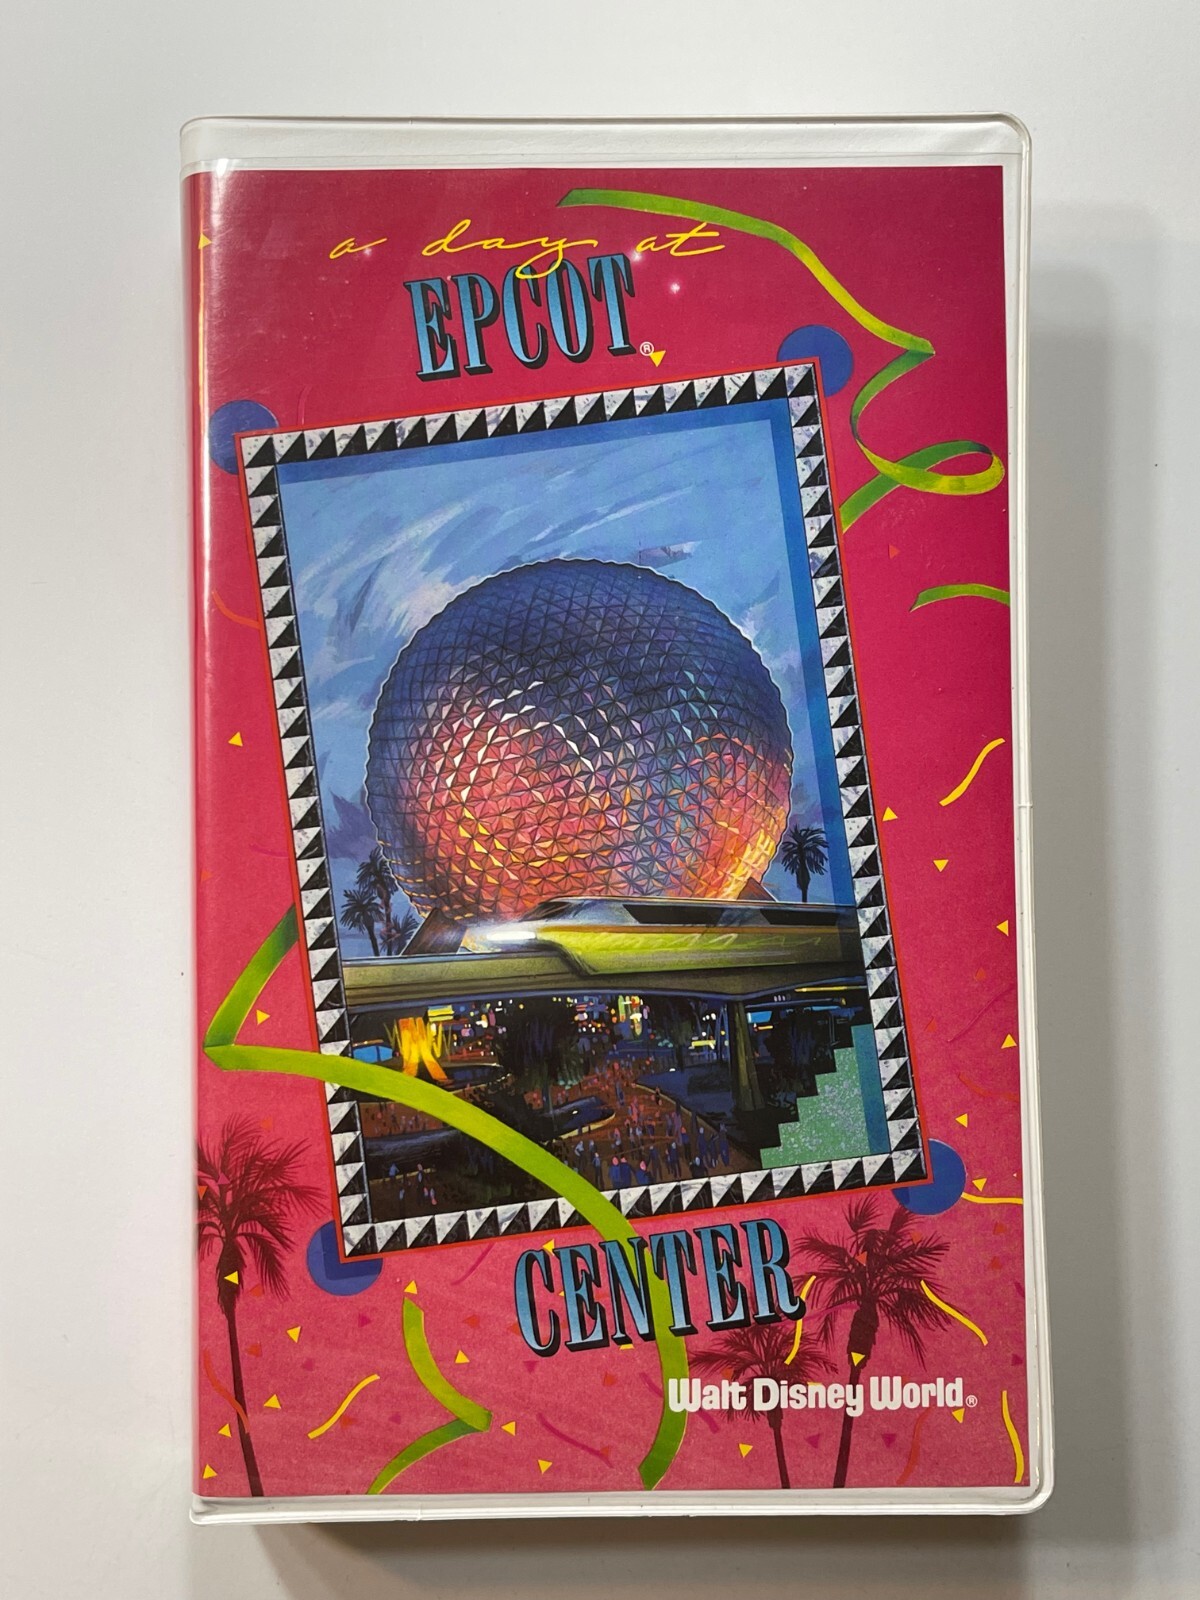 a day at
EPCOT®
CENTER
Walt Disney World®